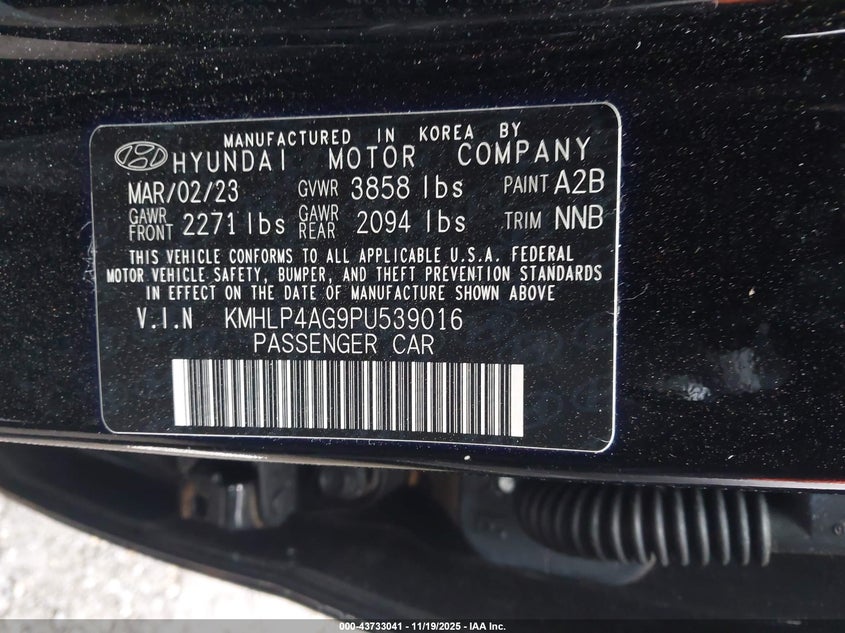 MANUFACTURED IN KOREA BY
HYUNDAI MOTOR COMPANY
MAR/02/23 GVWR 3858 lbs PAINT A2B
GAWR FRONT 2271 lbs GAWR REAR 2094 lbs TRIM NNB
THIS VEHICLE CONFORMS TO ALL APPLICABLE U.S.A. FEDERAL
MOTOR VEHICLE SAFETY, BUMPER, AND THEFT PREVENTION STANDARDS
IN EFFECT ON THE DATE OF MANUFACTURE SHOWN ABOVE
V.I.N KMHLP4AG9PU539016
PASSENGER CAR
000-43733041 - 11/19/2025 - IAA Inc.